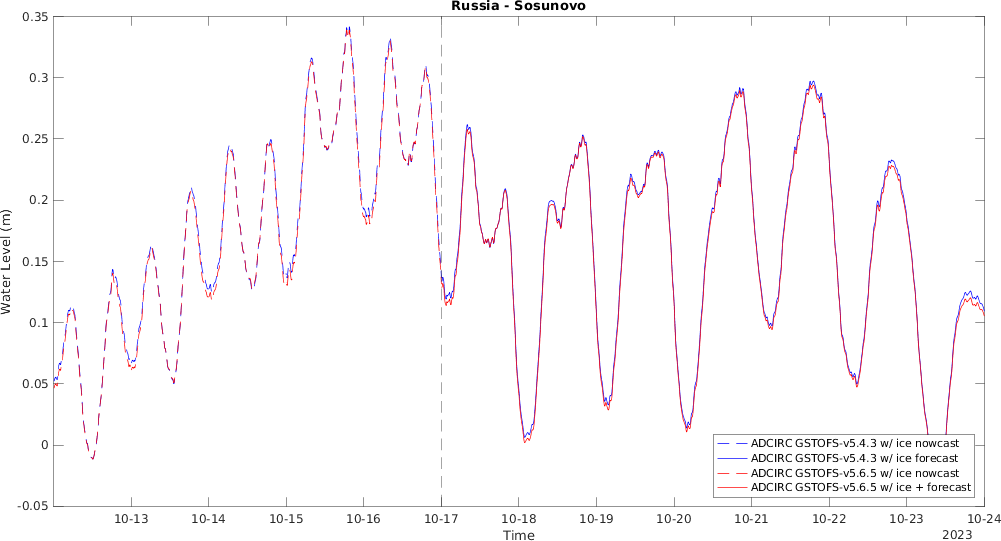 Russia - Sosunovo
Water Level (m)
0.35
0.3
0.25
0.2
0.15
0.1
0.05
0
-0.05
ADCIRC GSTOFS-v5.4.3 w/ ice nowcast
ADCIRC GSTOFS-v5.4.3 w/ ice forecast
ADCIRC GSTOFS-v5.6.5 w/ ice nowcast
ADCIRC GSTOFS-v5.6.5 w/ ice + forecast
10-13 10-14 10-15 10-16 10-17 10-18 10-19 10-20 10-21 10-22 10-23 10-24
Time
2023